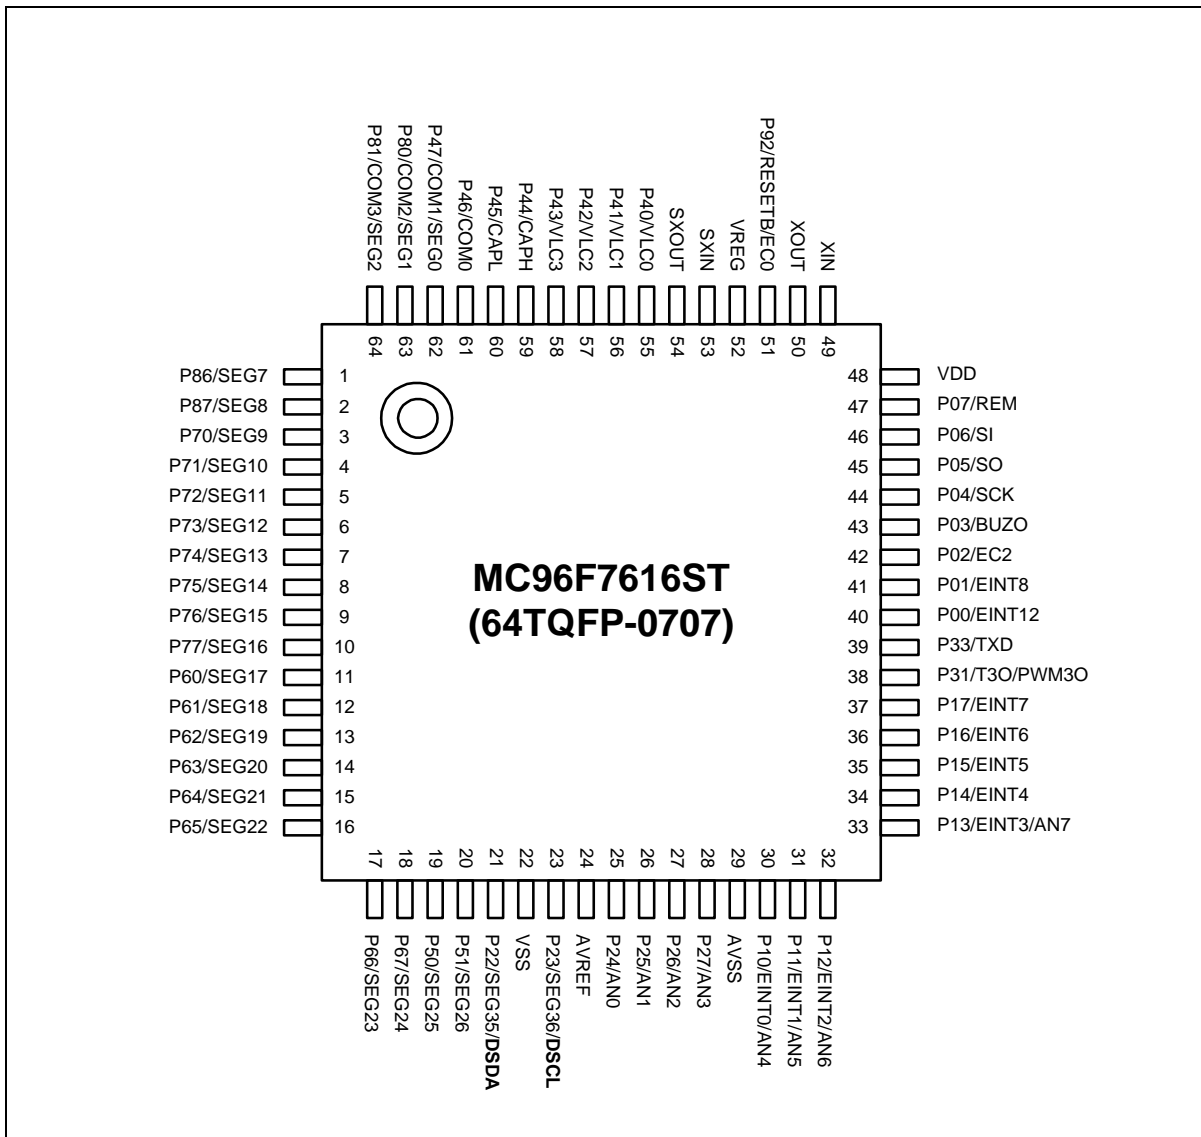 P81/COM3/SEG2
P80/COM2/SEG1
P47/COM1/SEG0
P46/COM0
P45/CAPL
P44/CAPH
P43/VLC3
P42/VLC2
P41/VLC1
P40/VLC0
SXOUT
SXIN
VREG
P92/RESETB/EC0
XOUT
XIN
64
63
62
61
60
59
58
57
56
55
54
53
52
51
50
49
P86/SEG7 1
P87/SEG8 2
P70/SEG9 3
P71/SEG10 4
P72/SEG11 5
P73/SEG12 6
P74/SEG13 7
P75/SEG14 8
P76/SEG15 9
P77/SEG16 10
P60/SEG17 11
P61/SEG18 12
P62/SEG19 13
P63/SEG20 14
P64/SEG21 15
P65/SEG22 16
MC96F7616ST
(64TQFP-0707)
48 VDD
47 P07/REM
46 P06/SI
45 P05/SO
44 P04/SCK
43 P03/BUZO
42 P02/EC2
41 P01/EINT8
40 P00/EINT12
39 P33/TXD
38 P31/T3O/PWM3O
37 P17/EINT7
36 P16/EINT6
35 P15/EINT5
34 P14/EINT4
33 P13/EINT3/AN7
17
18
19
20
21
22
23
24
25
26
27
28
29
30
31
32
P66/SEG23
P67/SEG24
P50/SEG25
P51/SEG26
P22/SEG35/DSDA
VSS
P23/SEG36/DSCL
AVREF
P24/AN0
P25/AN1
P26/AN2
P27/AN3
AVSS
P10/EINT0/AN4
P11/EINT1/AN5
P12/EINT2/AN6